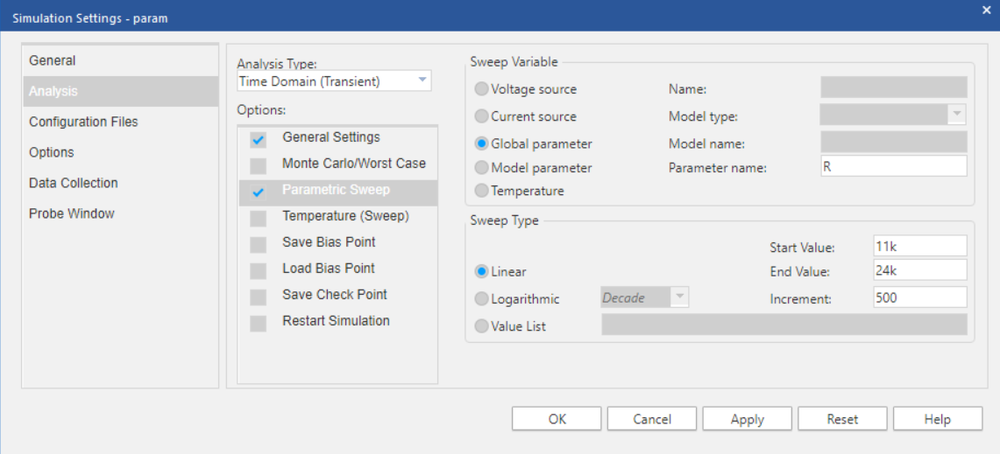 Simulation Settings - param
×
General
Analysis
Configuration Files
Options
Data Collection
Probe Window
Analysis Type:
Time Domain (Transient)
Options:
General Settings
Monte Carlo/Worst Case
Parametric Sweep
Temperature (Sweep)
Save Bias Point
Load Bias Point
Save Check Point
Restart Simulation
Sweep Variable
Voltage source
Name:
Current source
Model type:
Global parameter
Model name:
Model parameter
Parameter name:
R
Temperature
Sweep Type
Start Value:
11k
Linear
End Value:
24k
Logarithmic
Decade
Increment:
500
Value List
OK
Cancel
Apply
Reset
Help